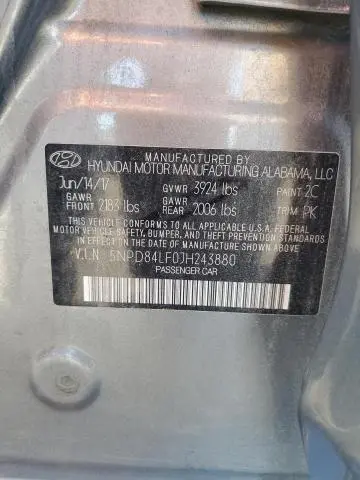 MANUFACTURED BY
HYUNDAI MOTOR MANUFACTURING ALABAMA, LLC
Jun/14/17 GVWR 3924 lbs PAINT 2C
GAWR FRONT 2183 lbs GAWR REAR 2006 lbs TRIM PK
THIS VEHICLE CONFORMS TO ALL APPLICABLE U.S. FEDERAL
MOTOR VEHICLE SAFETY, BUMPER, AND THEFT PREVENTION STANDARDS
IN EFFECT ON THE DATE OF MANUFACTURE SHOWN ABOVE.
V.I.N 5NPD84LF0JH243880
PASSENGER CAR